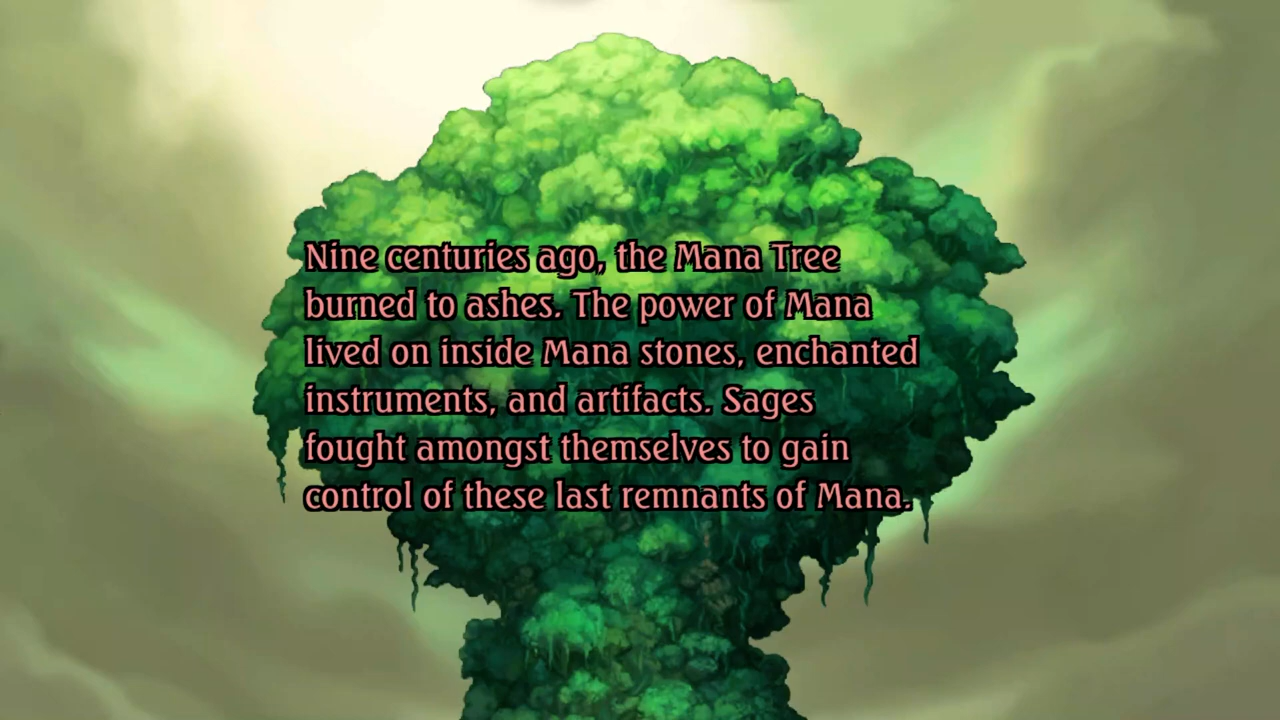 Nine centuries ago, the Mana Tree
burned to ashes. The power of Mana
lived on inside Mana stones, enchanted
instruments, and artifacts. Sages
fought amongst themselves to gain
control of these last remnants of Mana.